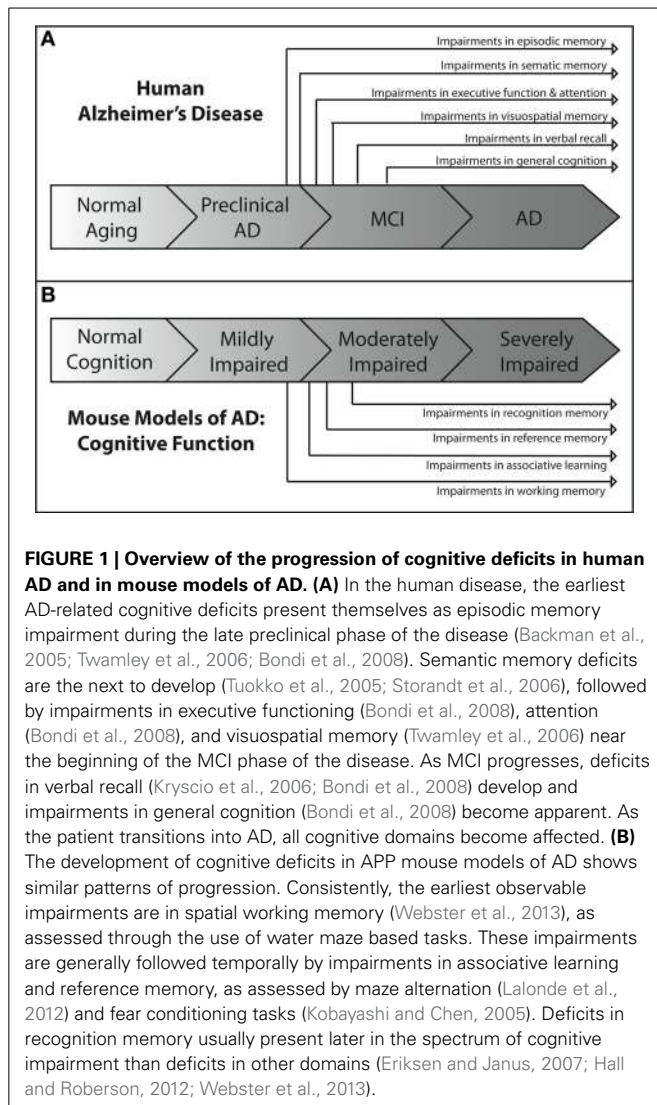 A
Human
Alzheimer's Disease
Impairments in episodic memory
Impairments in sematic memory
Impairments in executive function & attention
Impairments in visuospatial memory
Impairments in verbal recall
Impairments in general cognition
Normal
Aging
Preclinical
AD
MCI
AD
B
Normal
Cognition
Mildly
Impaired
Moderately
Impaired
Severely
Impaired
Mouse Models of AD:
Cognitive Function
Impairments in recognition memory
Impairments in reference memory
Impairments in associative learning
Impairments in working memory
FIGURE 1 | Overview of the progression of cognitive deficits in human
AD and in mouse models of AD. (A) In the human disease, the earliest
AD-related cognitive deficits present themselves as episodic memory
impairment during the late preclinical phase of the disease (Backman et al.,
2005; Twamley et al., 2006; Bondi et al., 2008). Semantic memory deficits
are the next to develop (Tuokko et al., 2005; Storandt et al., 2006), followed
by impairments in executive functioning (Bondi et al., 2008), attention
(Bondi et al., 2008), and visuospatial memory (Twamley et al., 2006) near
the beginning of the MCI phase of the disease. As MCI progresses, deficits
in verbal recall (Kryscio et al., 2006; Bondi et al., 2008) develop and
impairments in general cognition (Bondi et al., 2008) become apparent. As
the patient transitions into AD, all cognitive domains become affected. (B)
The development of cognitive deficits in APP mouse models of AD shows
similar patterns of progression. Consistently, the earliest observable
impairments are in spatial working memory (Webster et al., 2013), as
assessed through the use of water maze based tasks. These impairments
are generally followed temporally by impairments in associative learning
and reference memory, as assessed by maze alternation (Lalonde et al.,
2012) and fear conditioning tasks (Kobayashi and Chen, 2005). Deficits in
recognition memory usually present later in the spectrum of cognitive
impairment than deficits in other domains (Eriksen and Janus, 2007; Hall
and Roberson, 2012; Webster et al., 2013).